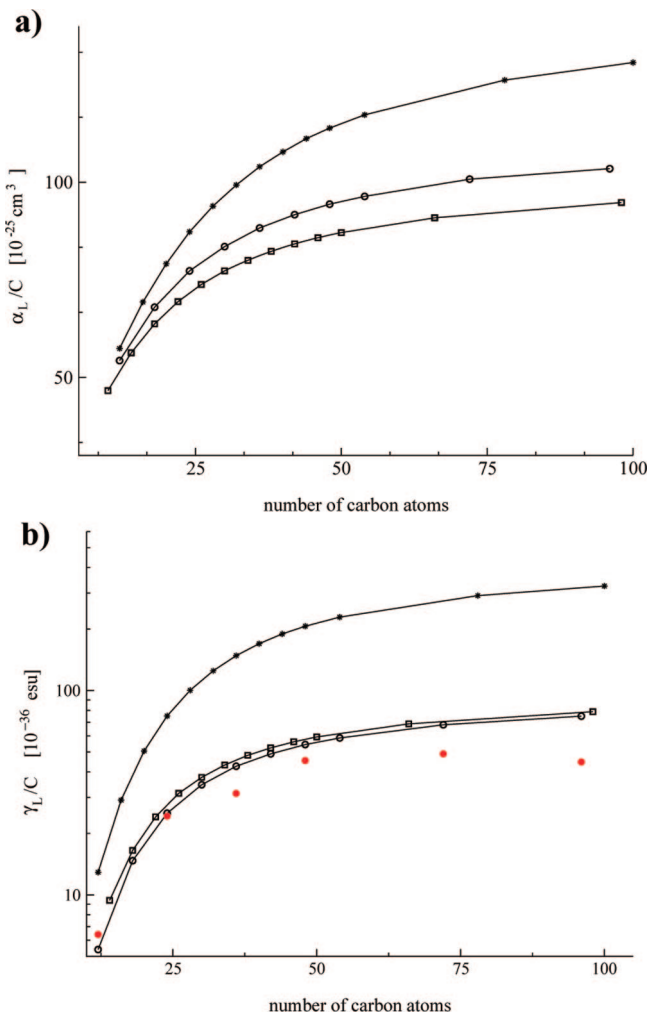 a)
100
50
α_L/C [10^-25 cm^3]
25 50 75 100
number of carbon atoms
b)
100
10
γ_L/C [10^-36 esu]
25 50 75 100
number of carbon atoms